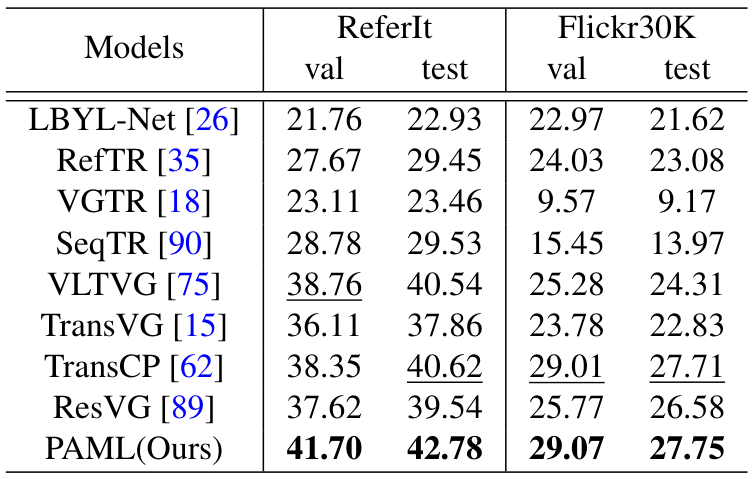 Models ReferIt Flickr30K
val test val test
LBYL-Net [26] 21.76 22.93 22.97 21.62
RefTR [35] 27.67 29.45 24.03 23.08
VGTR [18] 23.11 23.46 9.57 9.17
SeqTR [90] 28.78 29.53 15.45 13.97
VLTVG [75] 38.76 40.54 25.28 24.31
TransVG [15] 36.11 37.86 23.78 22.83
TransCP [62] 38.35 40.62 29.01 27.71
ResVG [89] 37.62 39.54 25.77 26.58
PAML(Ours) 41.70 42.78 29.07 27.75